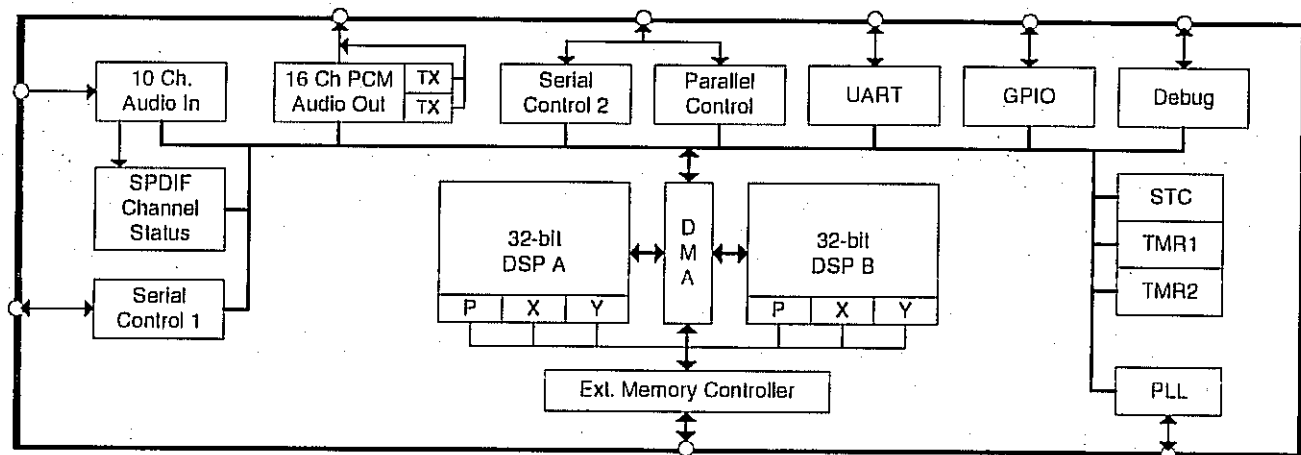 10 Ch.
Audio In
16 Ch PCM
Audio Out
TX
TX
Serial
Control 2
Parallel
Control
UART
GPIO
Debug
SPDIF
Channel
Status
Serial
Control 1
32-bit
DSP A
P X Y
D
M
A
32-bit
DSP B
P X Y
STC
TMR1
TMR2
Ext. Memory Controller
PLL